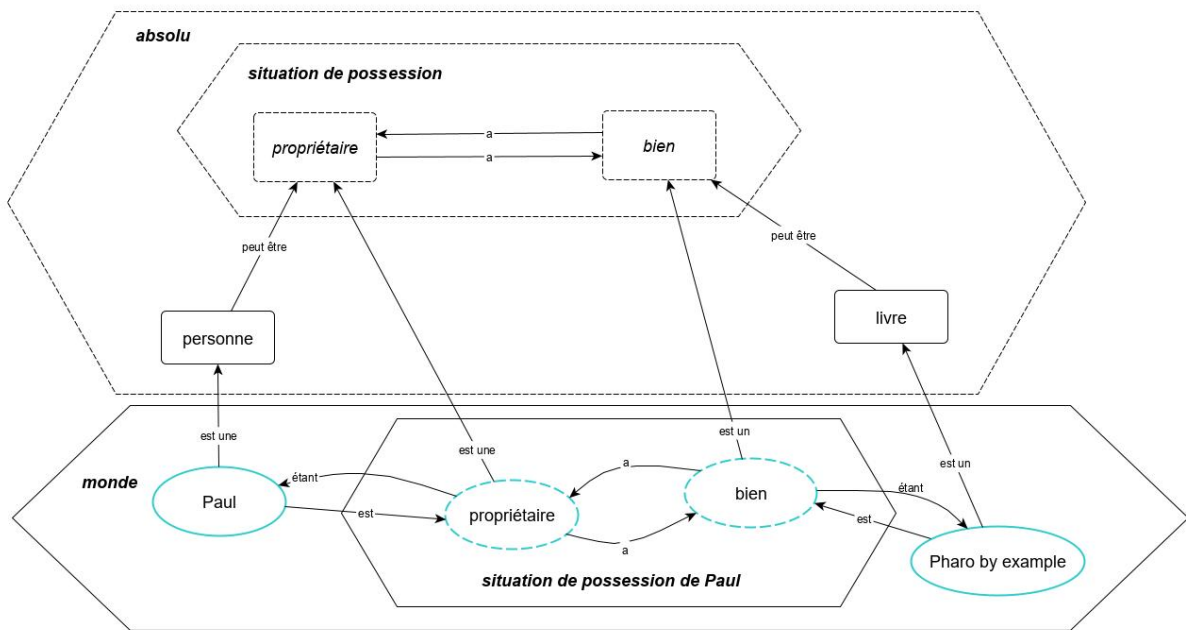 absolu
situation de possession
propriétaire
a
a
bien
peut être
peut être
personne
livre
est une
est une
est un
est un
monde
Paul
étant
est
propriétaire
a
a
bien
étant
est
Pharo by example
situation de possession de Paul